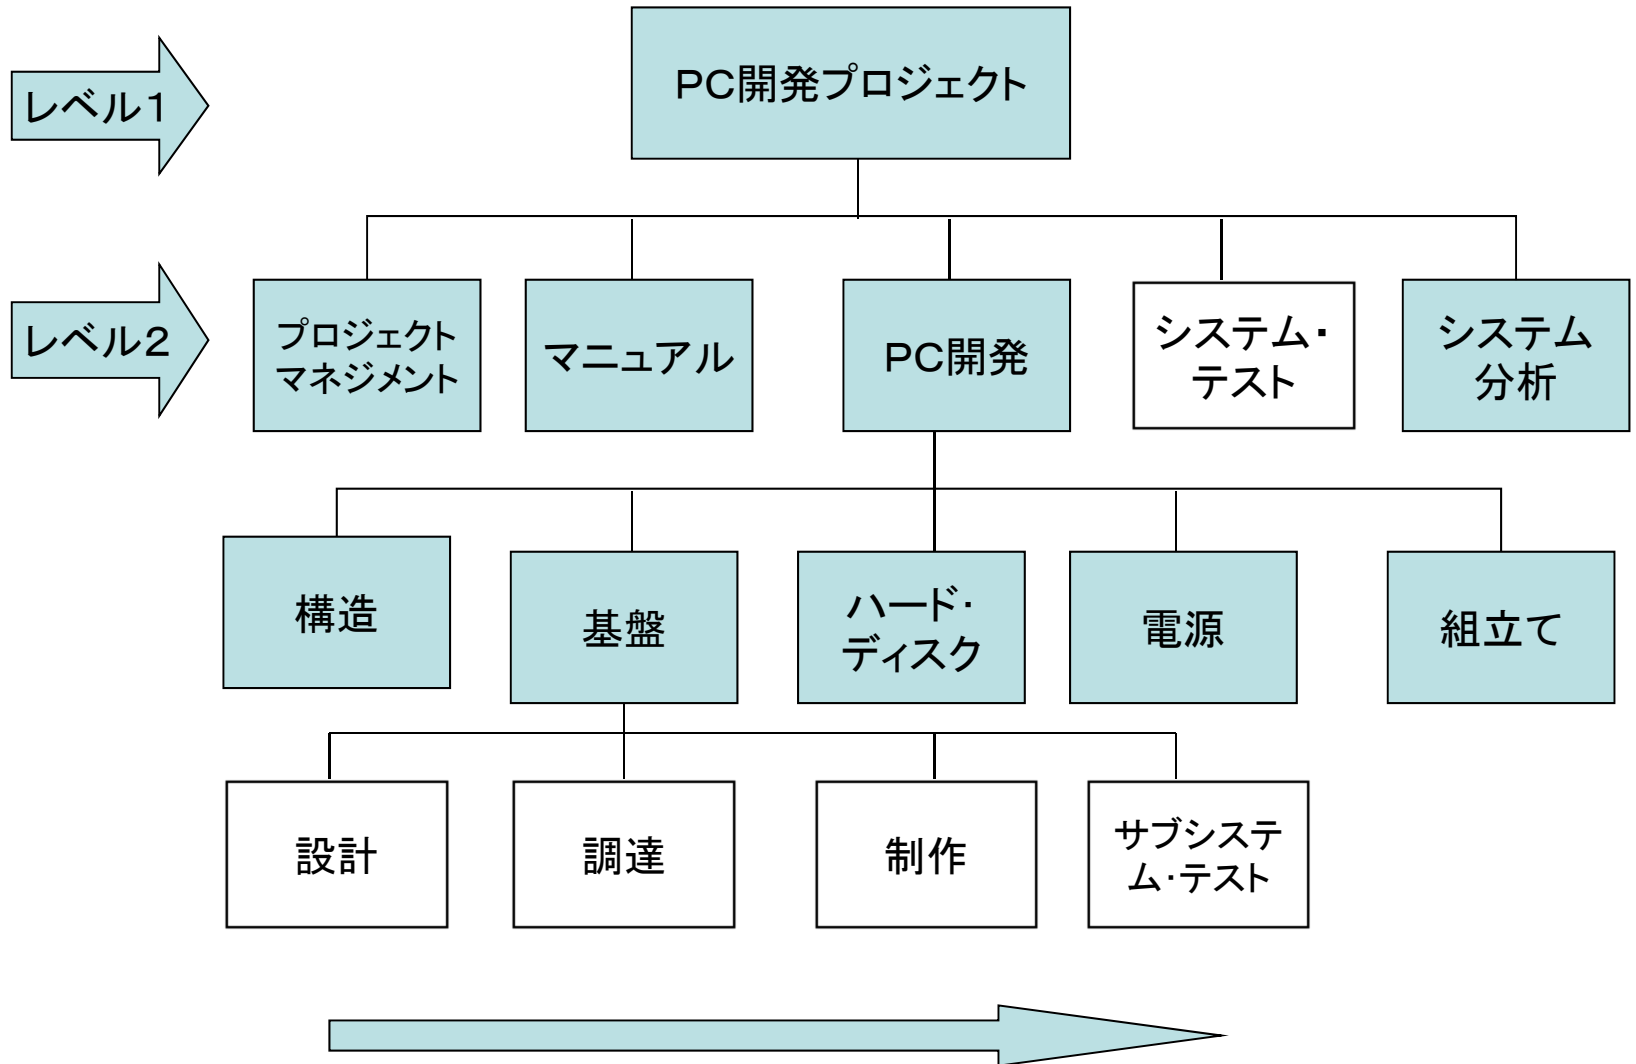 PC開発プロジェクト
レベル1
レベル2
プロジェクト
マネジメント
マニュアル
PC開発
システム・
テスト
システム
分析
構造
基盤
ハード・
ディスク
電源
組立て
設計
調達
制作
サブシステ
ム・テスト